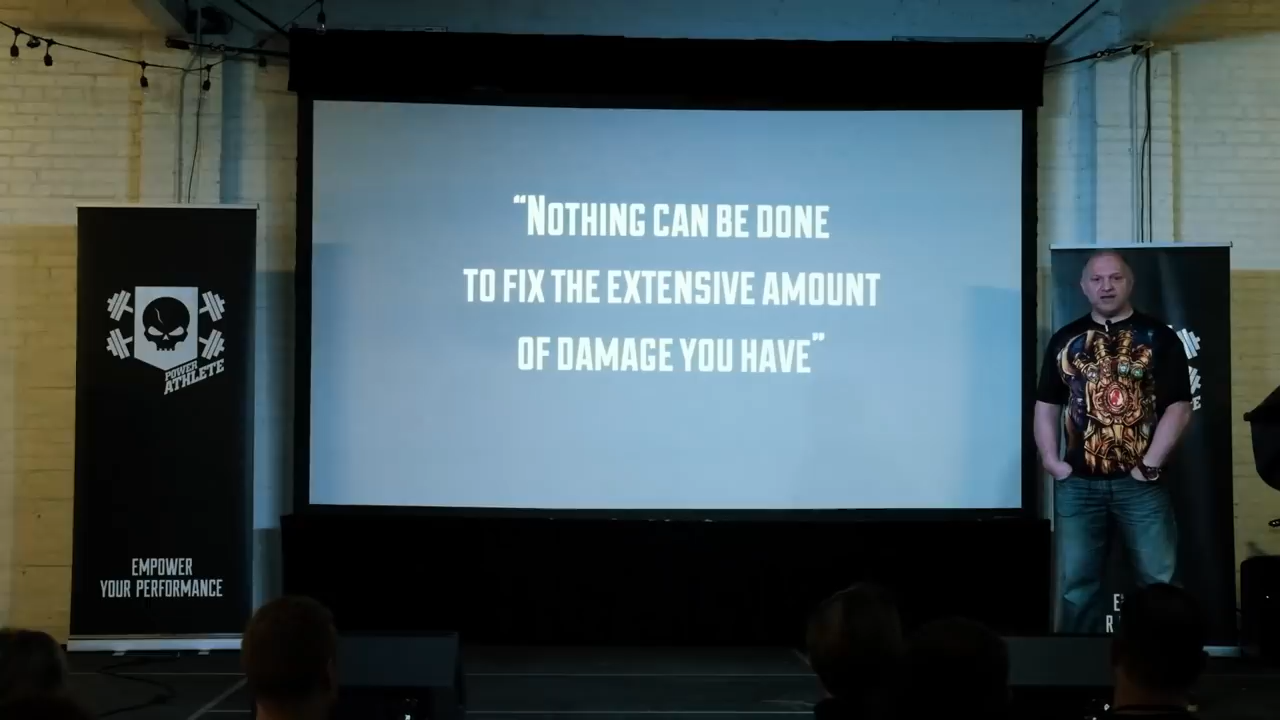 “NOTHING CAN BE DONE
TO FIX THE EXTENSIVE AMOUNT
OF DAMAGE YOU HAVE”
POWER
ATHLETE
EMPOWER
YOUR PERFORMANCE